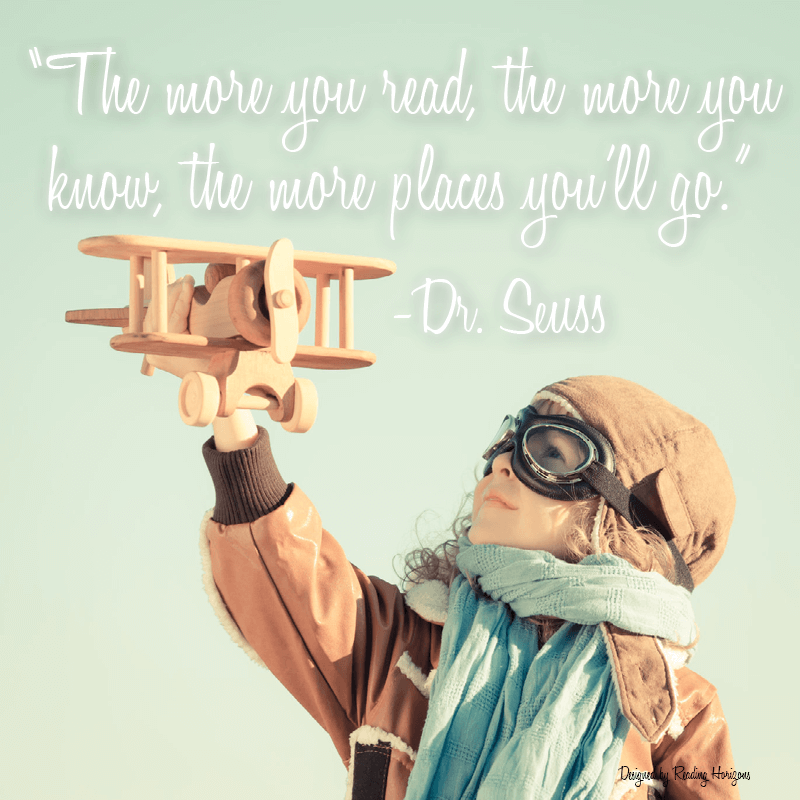 "The more you read, the more you
know, the more places you'll go."
-Dr. Seuss
Designed by Reading Horizons